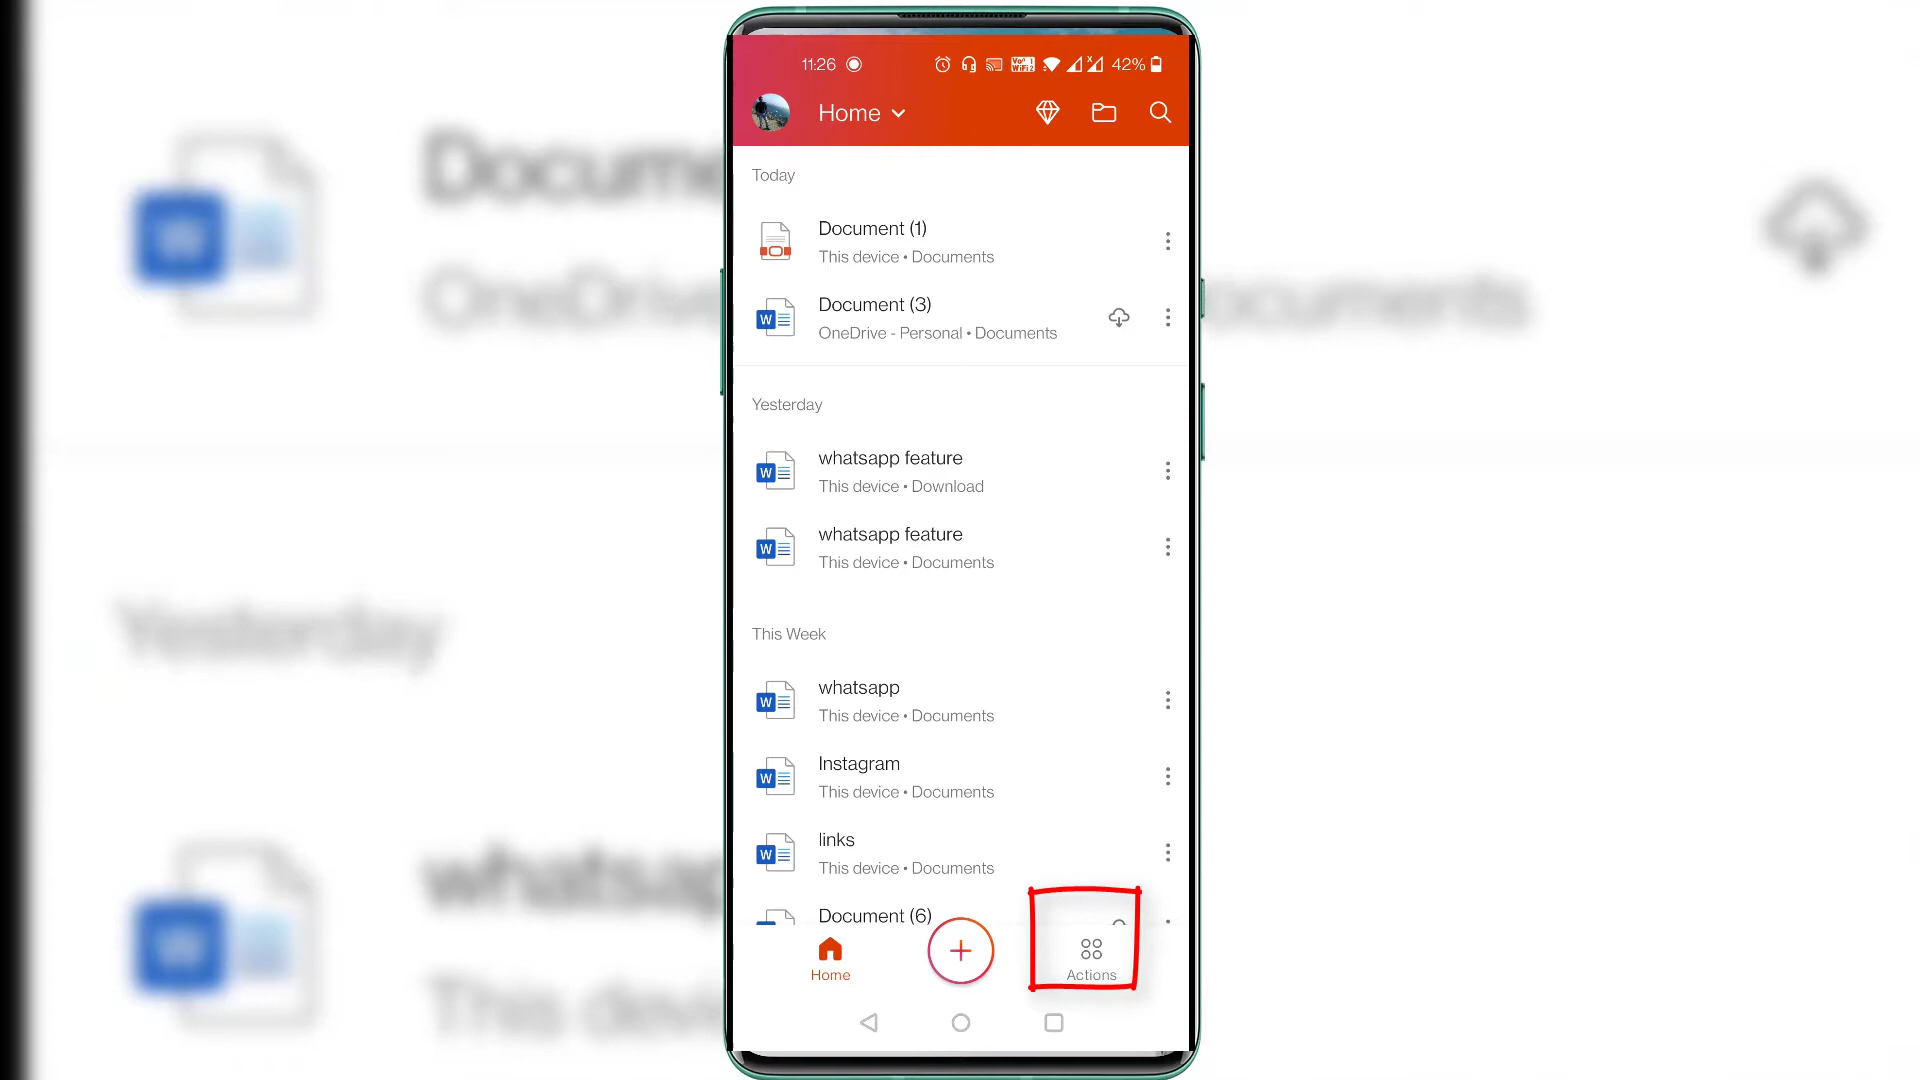 11:26
42%
Home
Today
Document (1)
This device • Documents
Document (3)
OneDrive - Personal • Documents
Yesterday
whatsapp feature
This device • Download
whatsapp feature
This device • Documents
This Week
whatsapp
This device • Documents
Instagram
This device • Documents
links
This device • Documents
Document (6)
Home
Actions